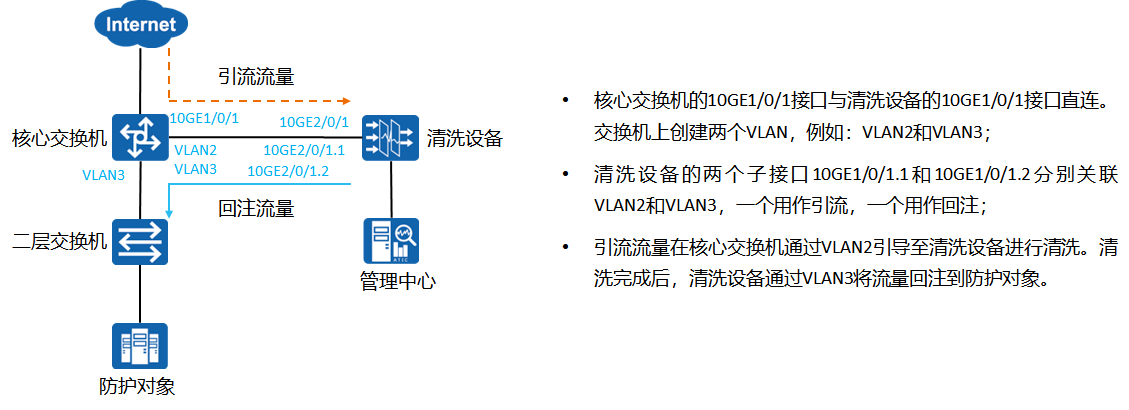 Internet
引流流量
核心交换机
10GE1/0/1
10GE2/0/1
清洗设备
VLAN2
10GE2/0/1.1
VLAN3
10GE2/0/1.2
VLAN3
回注流量
二层交换机
ATIC
管理中心
防护对象
• 核心交换机的10GE1/0/1接口与清洗设备的10GE1/0/1接口直连。
交换机上创建两个VLAN，例如：VLAN2和VLAN3；
• 清洗设备的两个子接口10GE1/0/1.1和10GE1/0/1.2分别关联
VLAN2和VLAN3，一个用作引流，一个用作回注；
• 引流流量在核心交换机通过VLAN2引导至清洗设备进行清洗。清
洗完成后，清洗设备通过VLAN3将流量回注到防护对象。